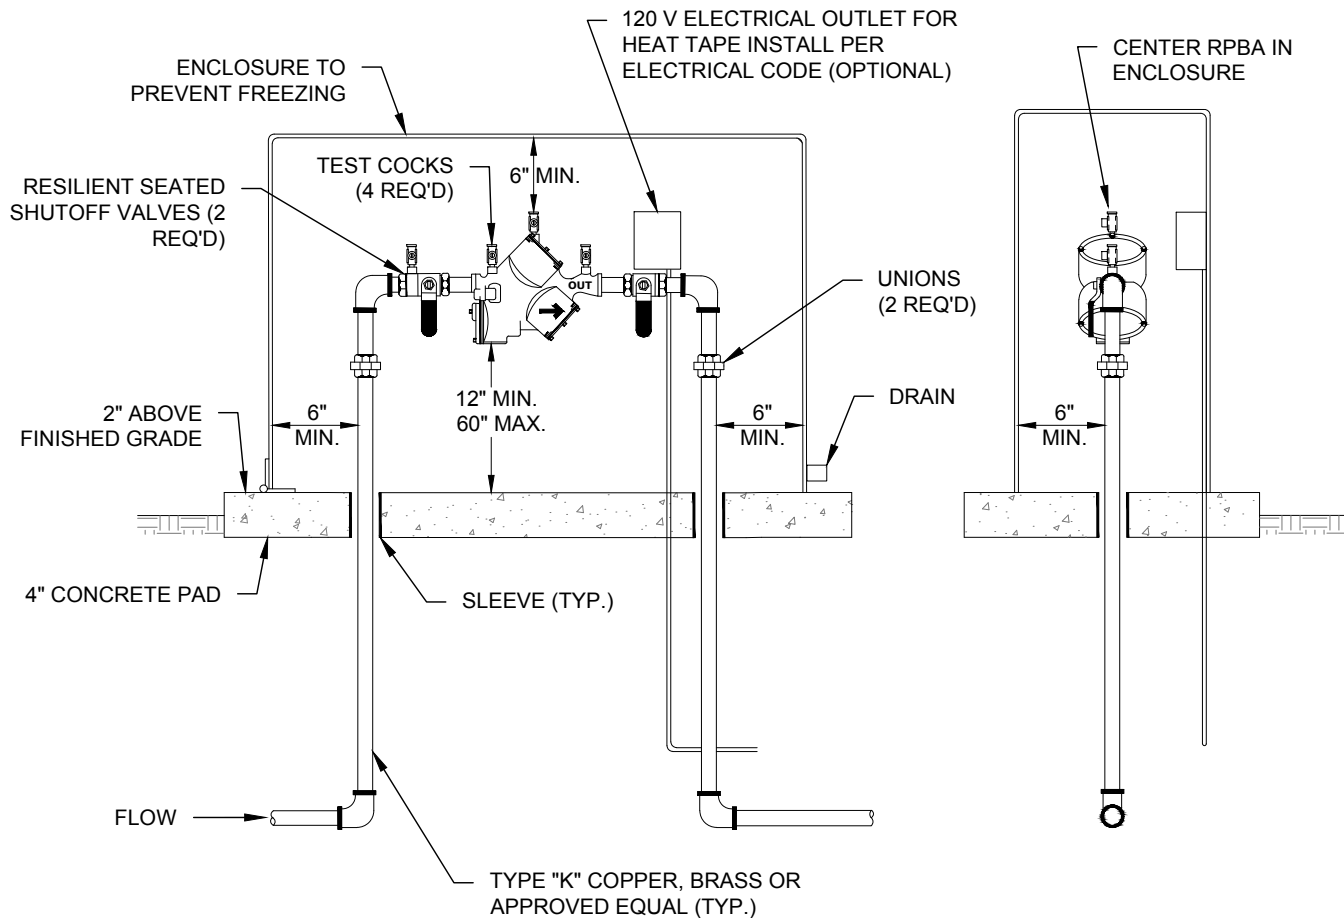 120 V ELECTRICAL OUTLET FOR
HEAT TAPE INSTALL PER
ELECTRICAL CODE (OPTIONAL)
CENTER RPBA IN
ENCLOSURE
ENCLOSURE TO
PREVENT FREEZING
TEST COCKS
(4 REQ'D)
6" MIN.
RESILIENT SEATED
SHUTOFF VALVES (2
REQ'D)
OUT
UNIONS
(2 REQ'D)
12" MIN.
60" MAX.
DRAIN
2" ABOVE
FINISHED GRADE
6"
MIN.
6"
MIN.
6"
MIN.
4" CONCRETE PAD
SLEEVE (TYP.)
FLOW
TYPE "K" COPPER, BRASS OR
APPROVED EQUAL (TYP.)